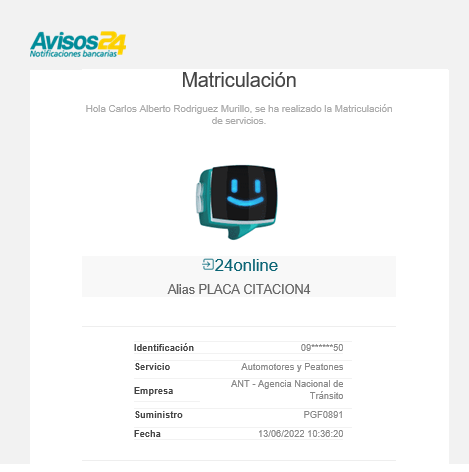 Avisos24
Notificaciones bancarias
Matriculación
Hola Carlos Alberto Rodriguez Murillo, se ha realizado la Matriculación
de servicios.
24online
Alias PLACA CITACION4
Identificación 09******50
Servicio Automotores y Peatones
Empresa ANT - Agencia Nacional de
Tránsito
Suministro PGF0891
Fecha 13/06/2022 10:36:20